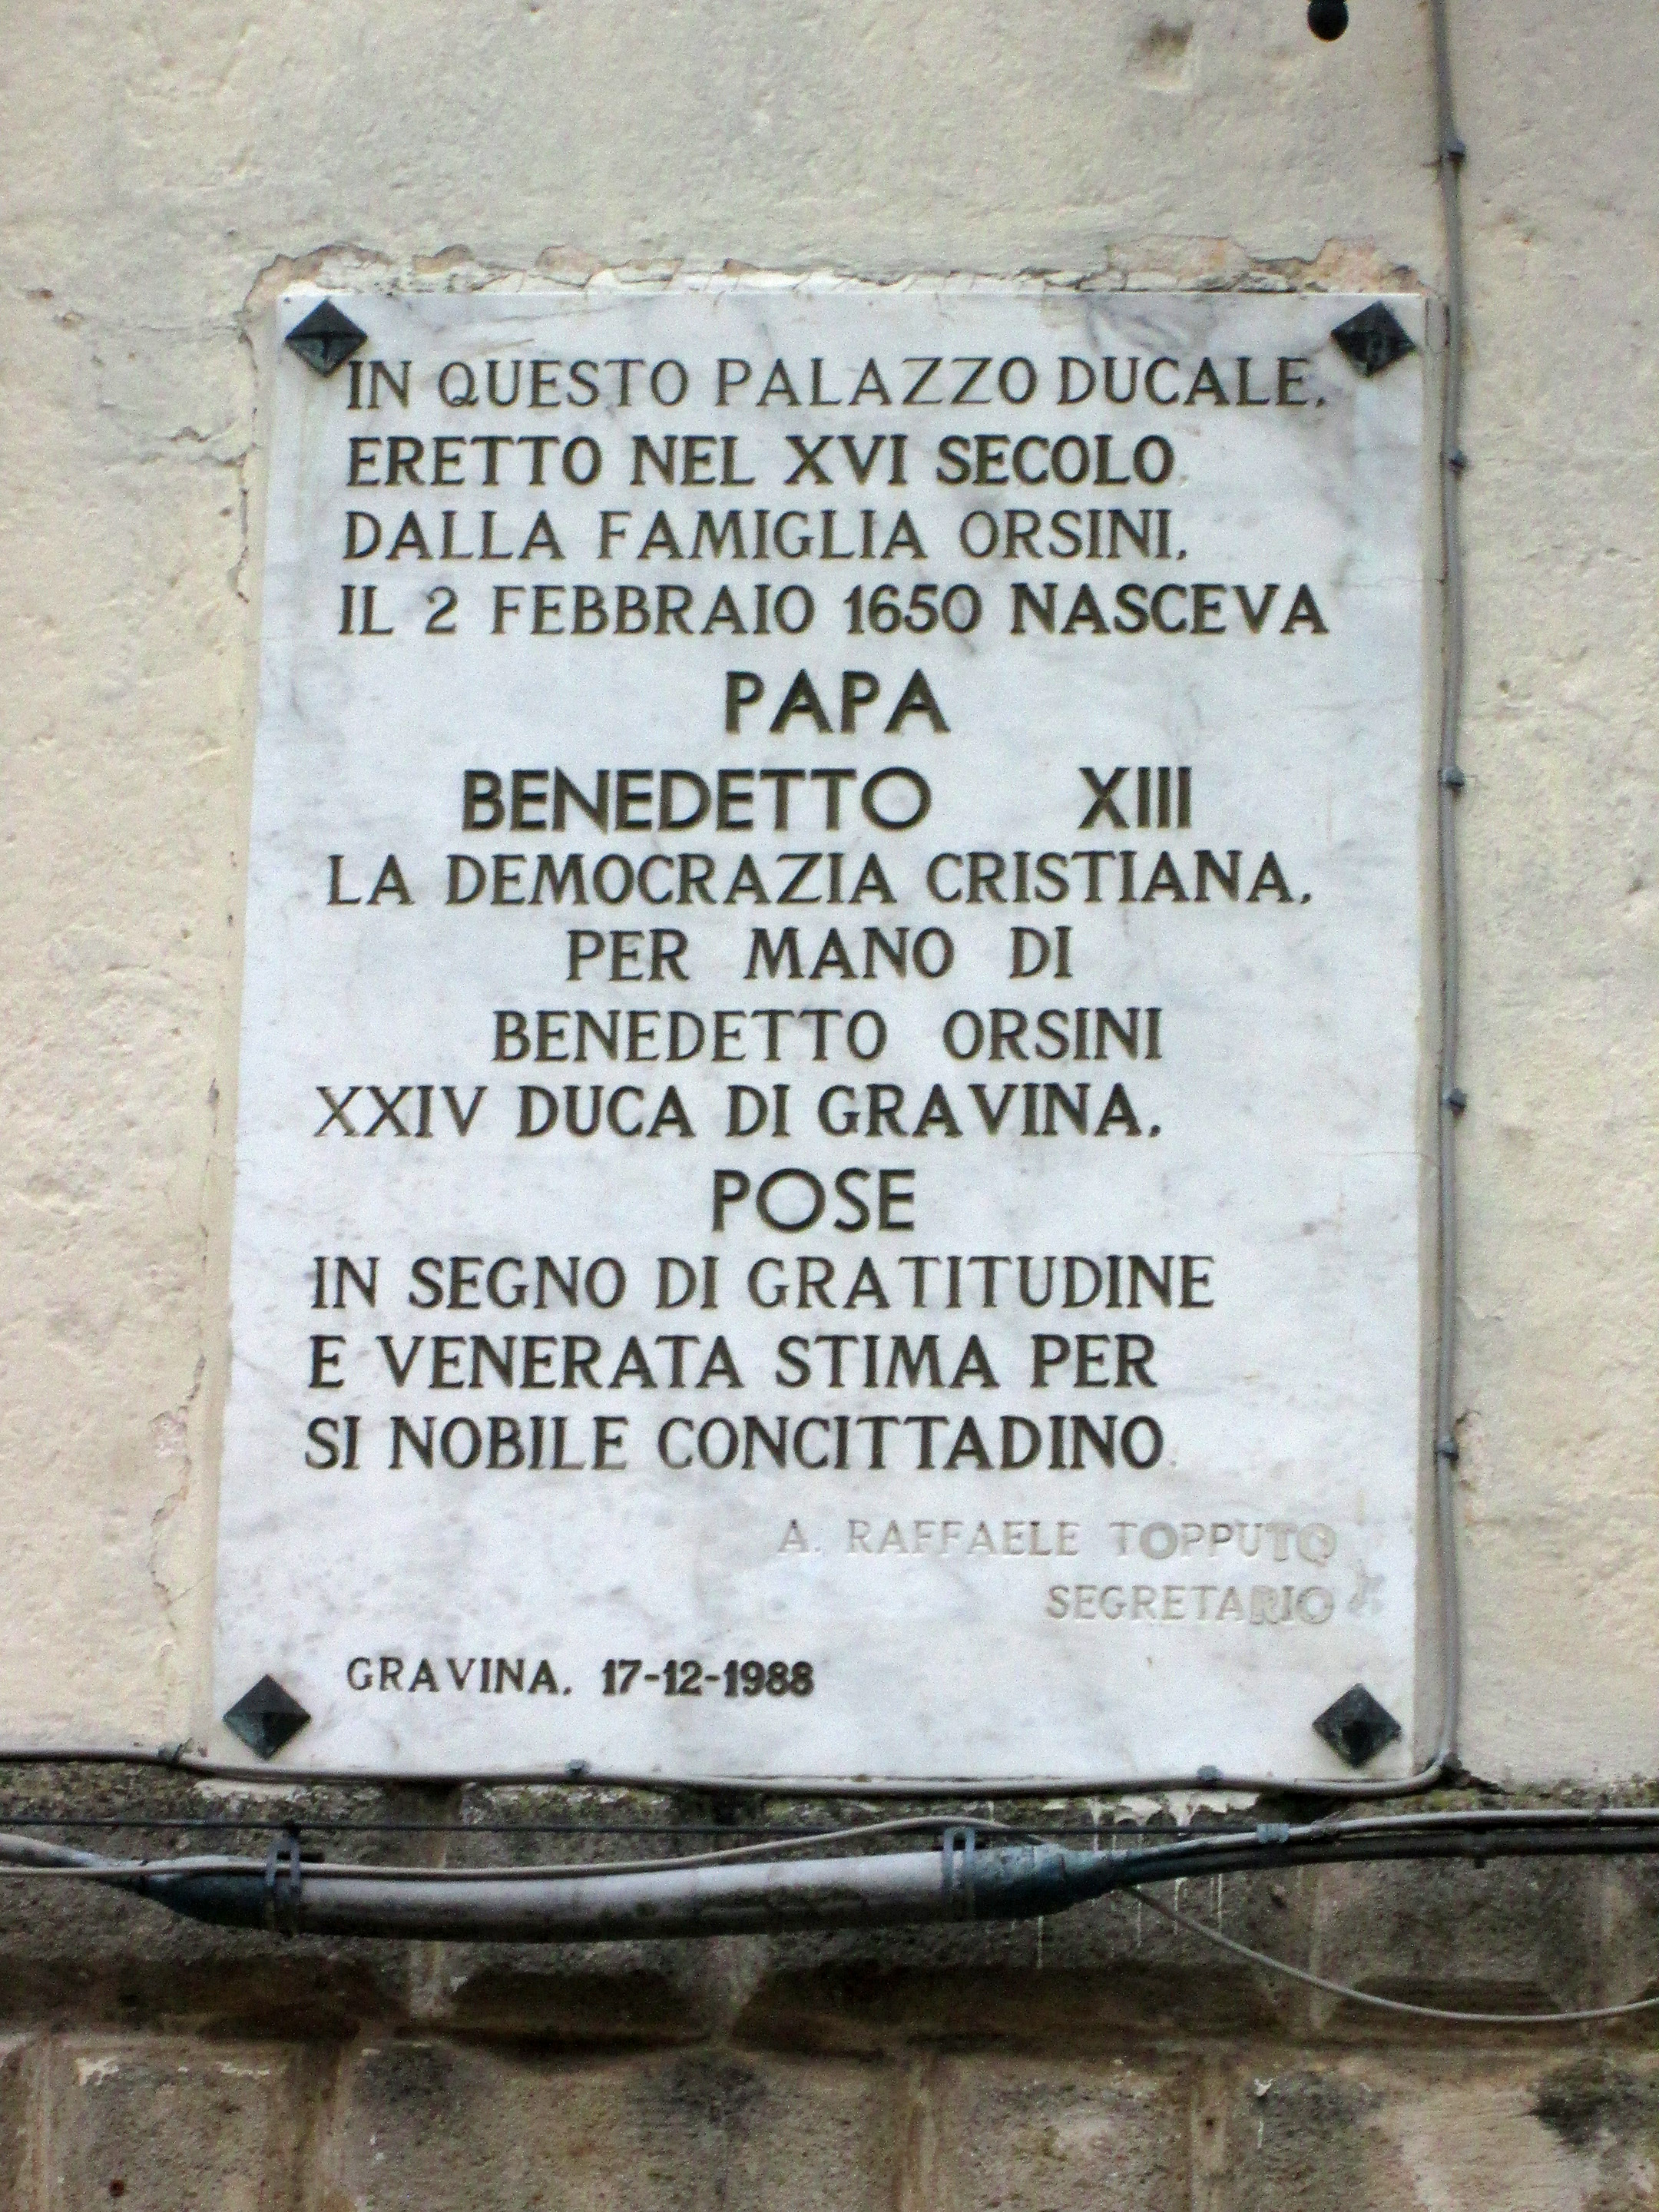 IN QUESTO PALAZZO DUCALE,
ERETTO NEL XVI SECOLO
DALLA FAMIGLIA ORSINI,
IL 2 FEBBRAIO 1650 NASCEVA
PAPA
BENEDETTO XIII
LA DEMOCRAZIA CRISTIANA,
PER MANO DI
BENEDETTO ORSINI
XXIV DUCA DI GRAVINA,
POSE
IN SEGNO DI GRATITUDINE
E VENERATA STIMA PER
SI NOBILE CONCITTADINO
A. RAFFAELE TOPPUTO
SEGRETARIO
GRAVINA, 17-12-1988